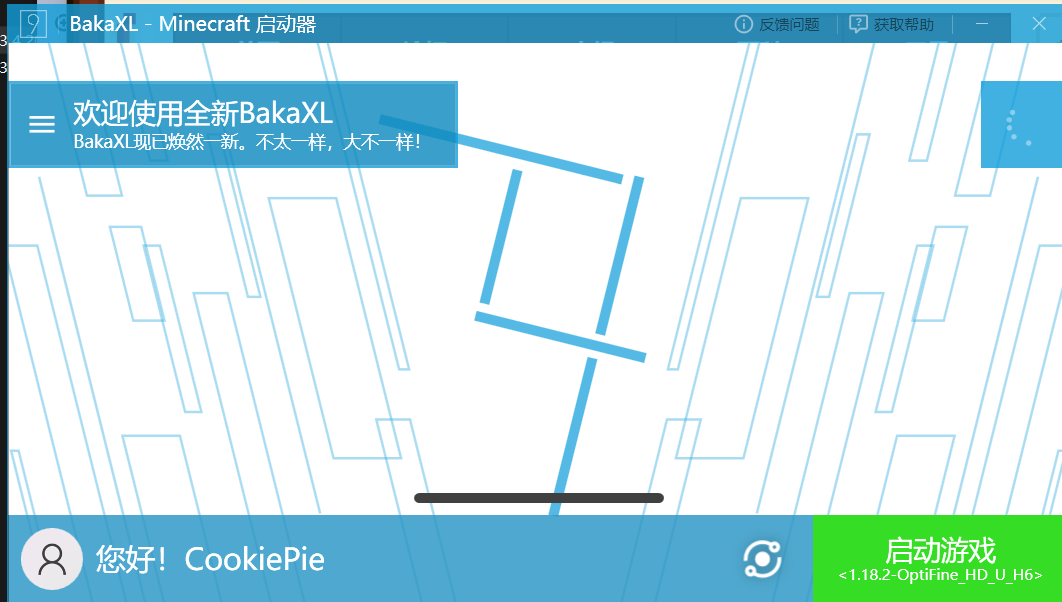 BakaXL - Minecraft 启动器
反馈问题
获取帮助
欢迎使用全新BakaXL
BakaXL现已焕然一新。不太一样，大不一样！
您好！CookiePie
启动游戏
<1.18.2-OptiFine_HD_U_H6>